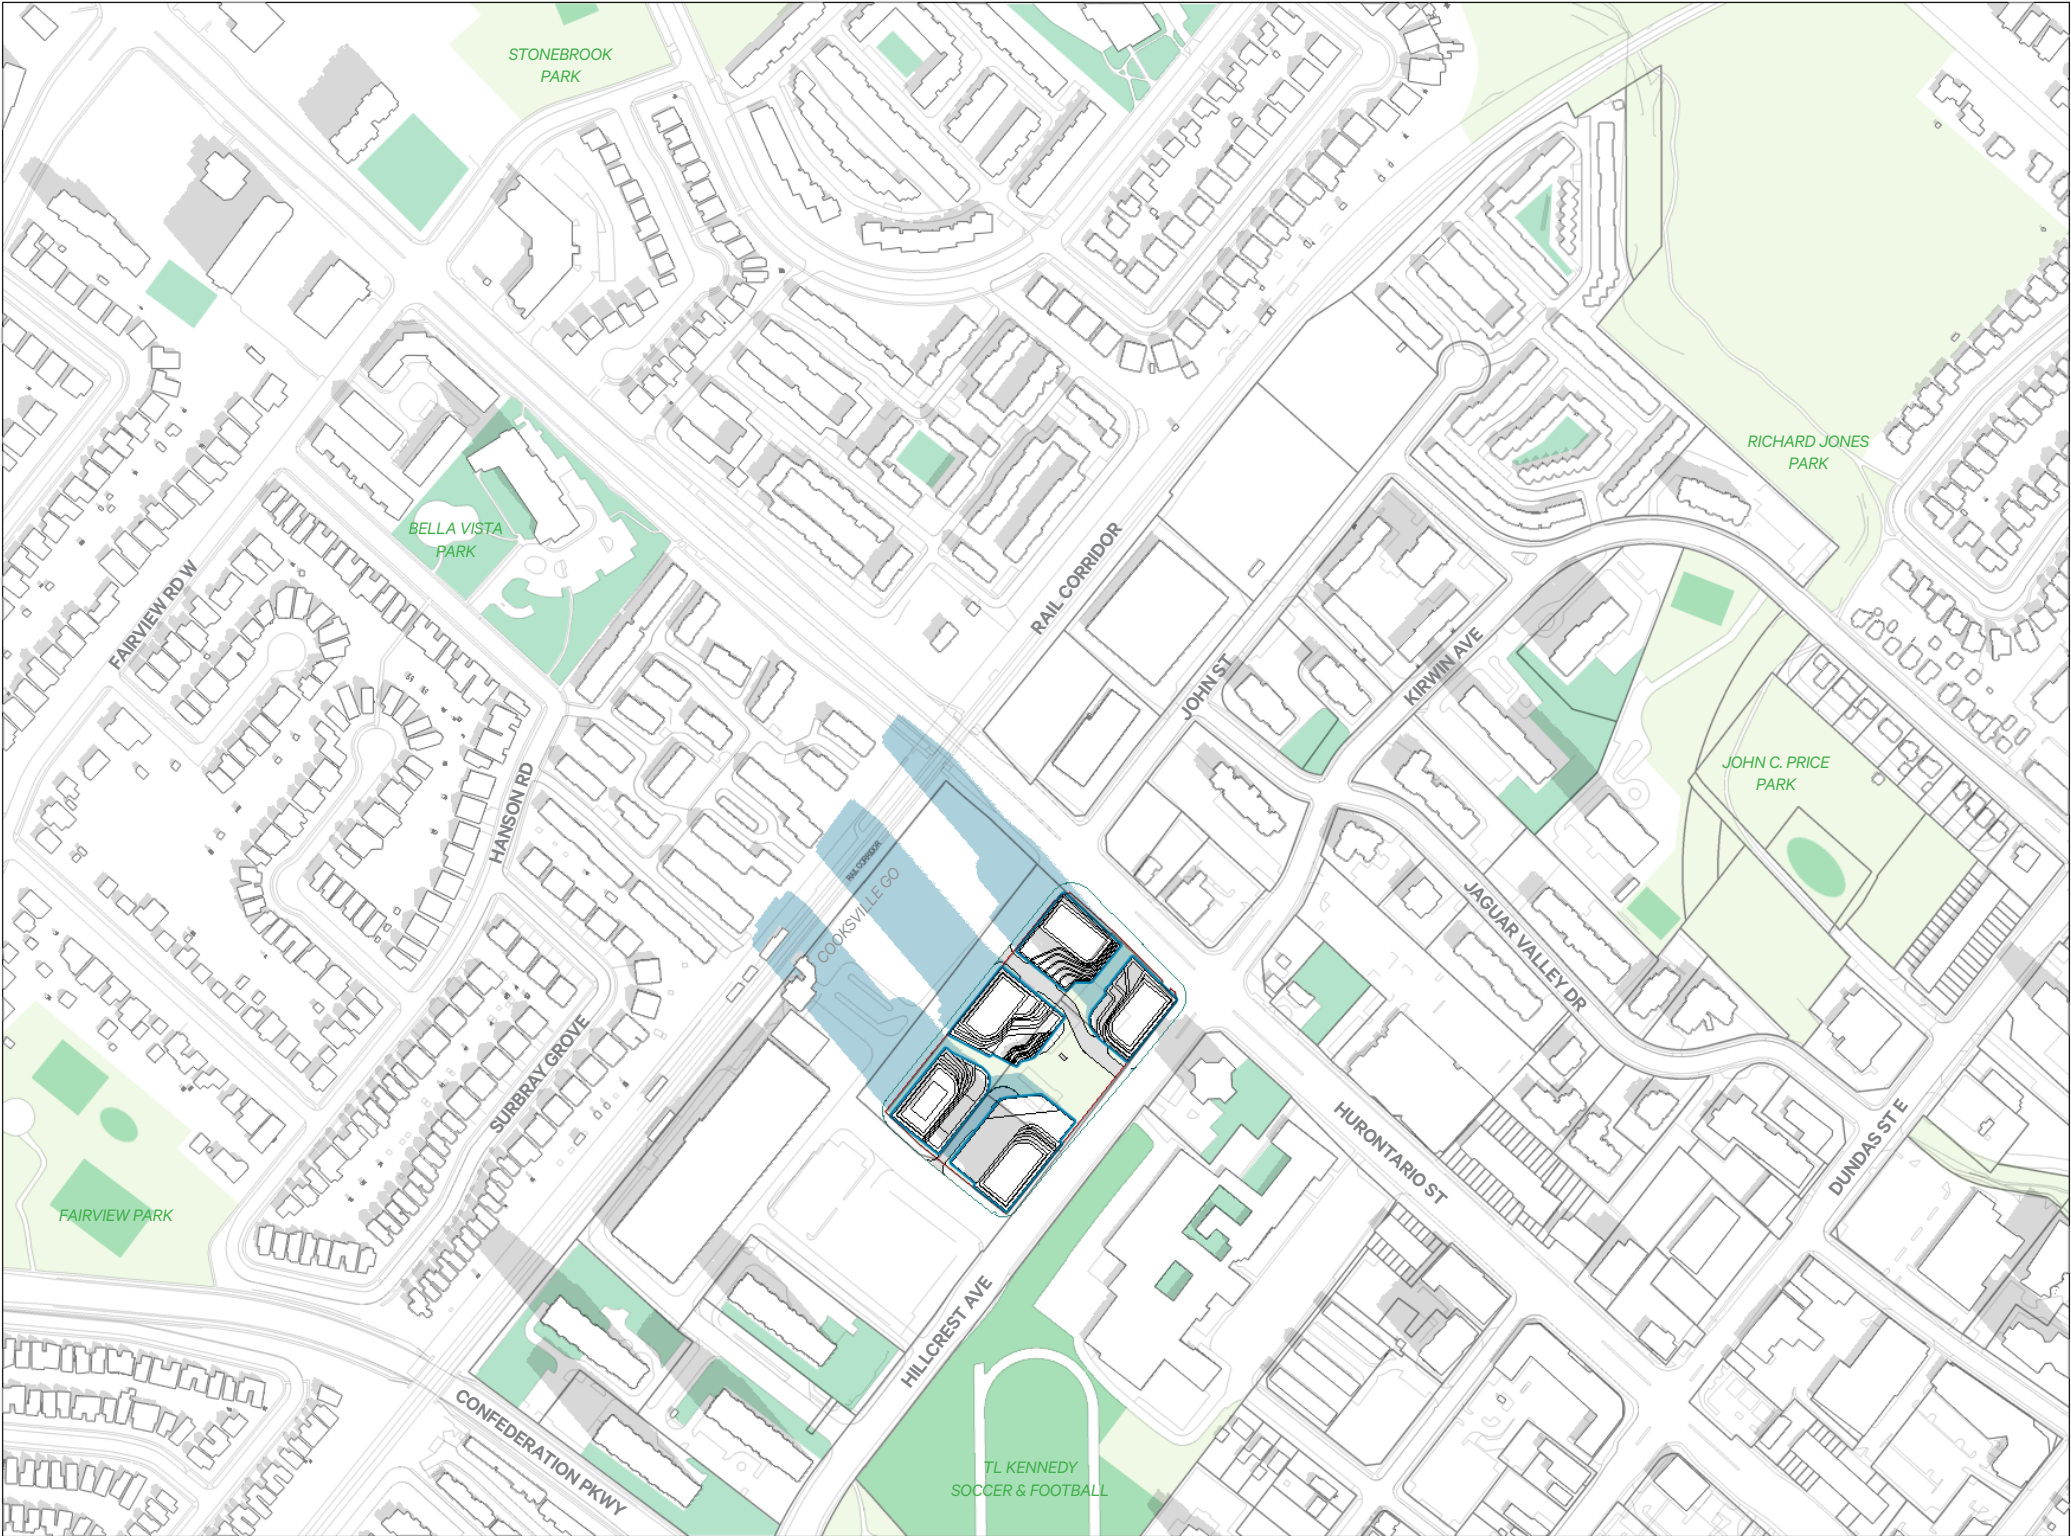 STONEBROOK
PARK
RICHARD JONES
PARK
BELLA VISTA
PARK
RAIL CORRIDOR
FAIRVIEW RD W
KIRWIN AVE
JOHN ST
JOHN C. PRICE
PARK
HANSON RD
RAIL CORRIDOR
COOKSVILLE GO
JAGUAR VALLEY DR
SURBRAY GROVE
HURONTARIO ST
DUNDAS ST E
FAIRVIEW PARK
HILLCREST AVE
CONFEDERATION PKWY
TL KENNEDY
SOCCER & FOOTBALL